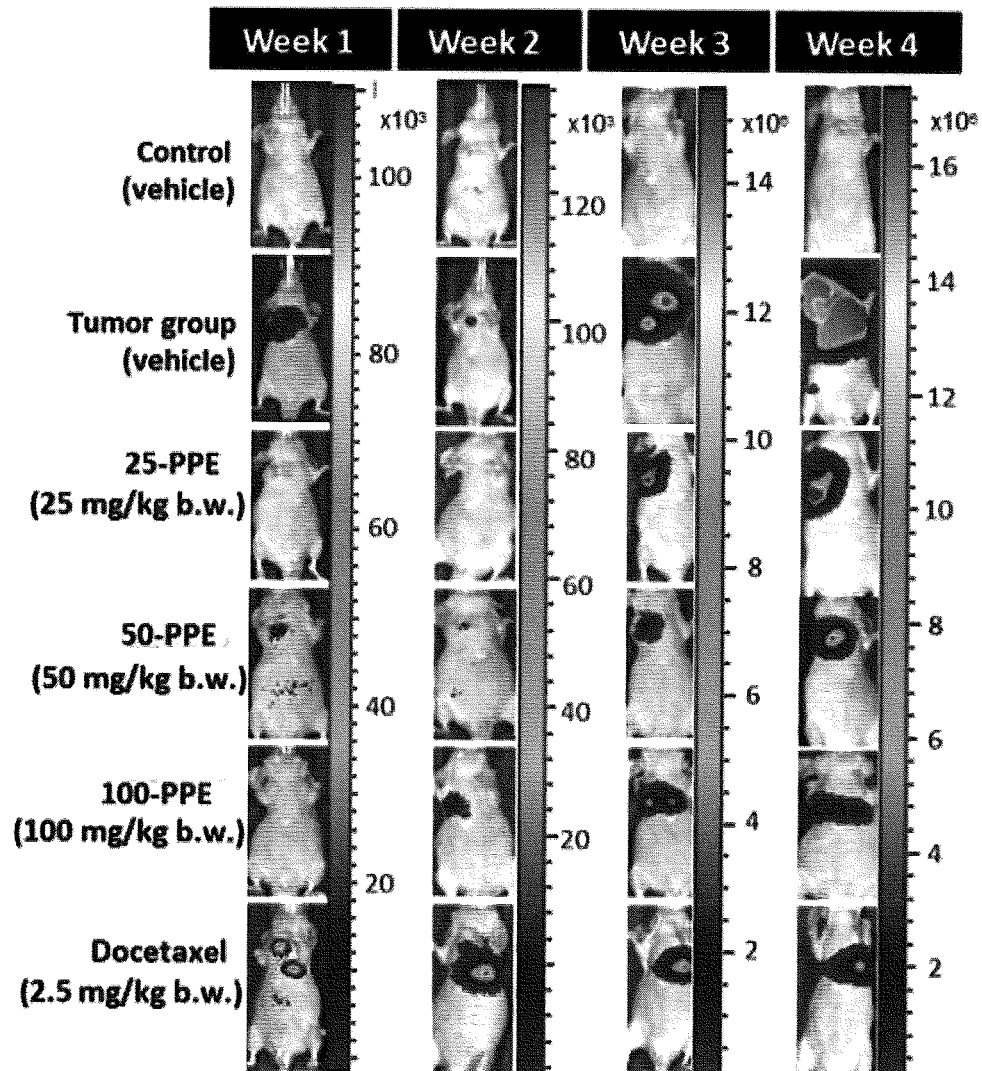 Week 1 Week 2 Week 3 Week 4
x10³ x10³ x10⁶ x10⁶
Control
(vehicle)
100
120
14
16
Tumor group
(vehicle)
80
100
12
14
12
25-PPE
(25 mg/kg b.w.)
60
80
60
10
8
10
50-PPE
(50 mg/kg b.w.)
40
40
6
8
6
100-PPE
(100 mg/kg b.w.)
20
20
4
4
Docetaxel
(2.5 mg/kg b.w.)
2
2